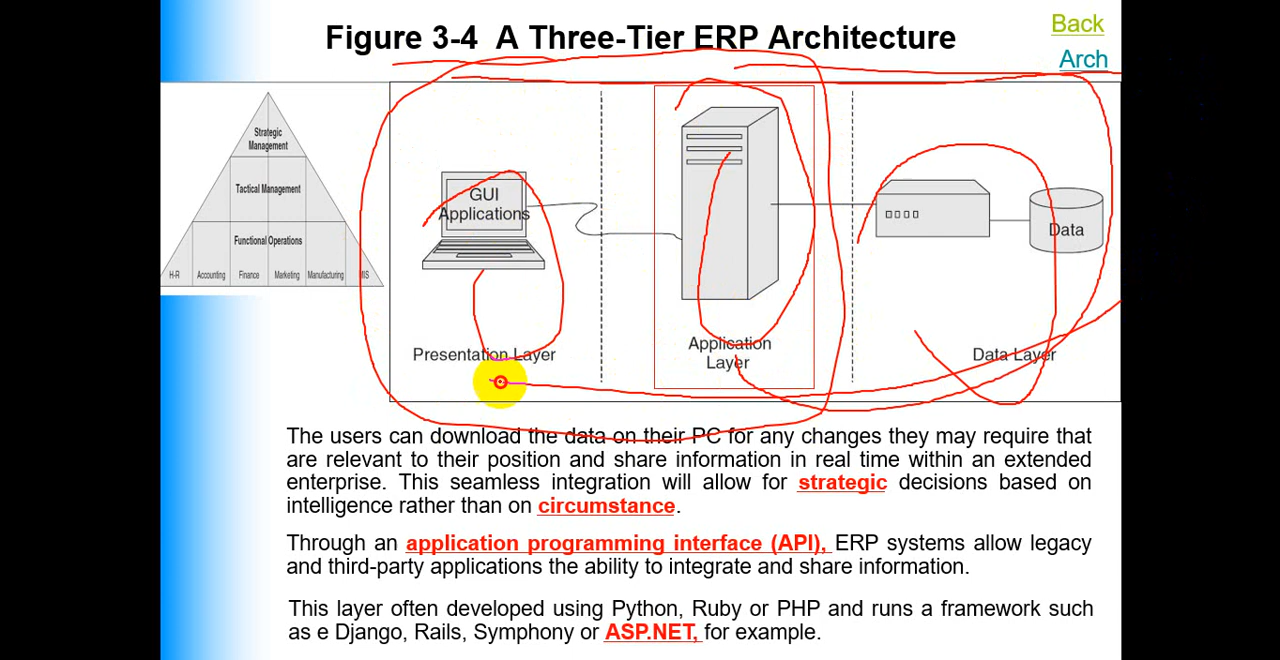 Figure 3-4 A Three-Tier ERP Architecture
Back
Arch
Strategic
Management
Tactical Management
Functional Operations
H-R Accounting Finance Marketing Manufacturing MIS
GUI
Applications
Data
Presentation Layer
Application
Layer
Data Layer
The users can download the data on their PC for any changes they may require that
are relevant to their position and share information in real time within an extended
enterprise. This seamless integration will allow for strategic decisions based on
intelligence rather than on circumstance.
Through an application programming interface (API), ERP systems allow legacy
and third-party applications the ability to integrate and share information.
This layer often developed using Python, Ruby or PHP and runs a framework such
as e Django, Rails, Symphony or ASP.NET, for example.